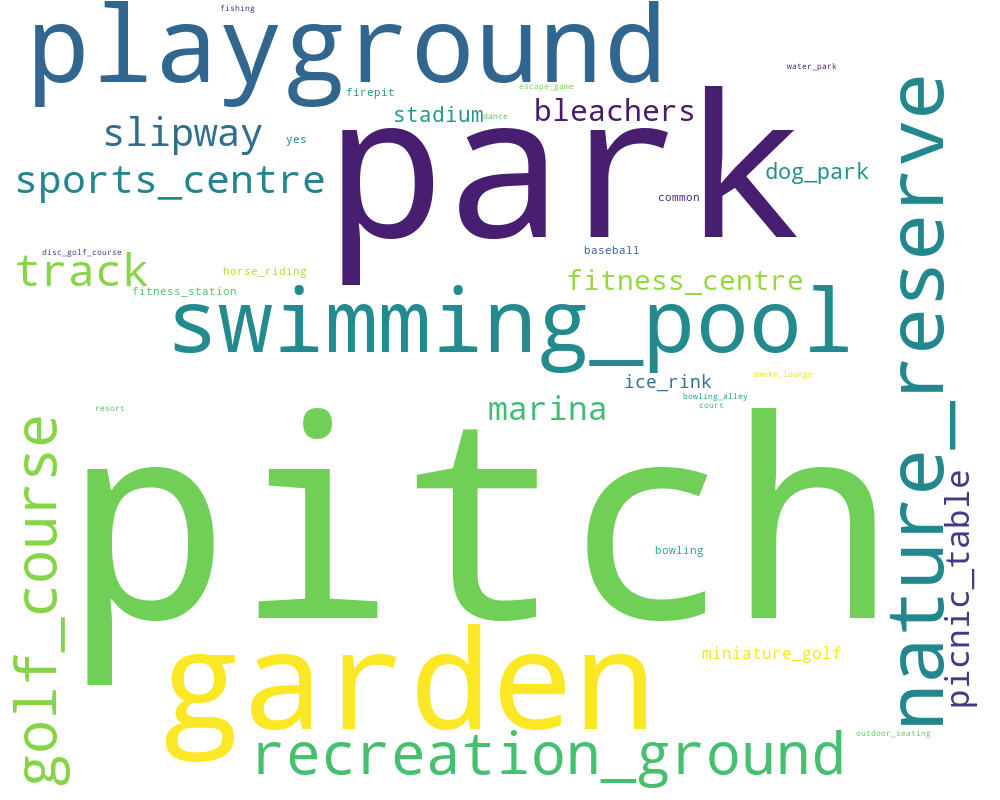 fishing
playground
water_park
escape_game
firepit
stadium
dance
bleachers
slipway
yes
park
sports_centre
dog_park
common
nature_reserve
disc_golf_course
baseball
track
horse_riding
fitness_centre
fitness_station
swimming_pool
smoke_lounge
ice_rink
bowling_alley
court
resort
marina
golf_course
pitch
picnic_table
bowling
garden
miniature_golf
outdoor_seating
recreation_ground